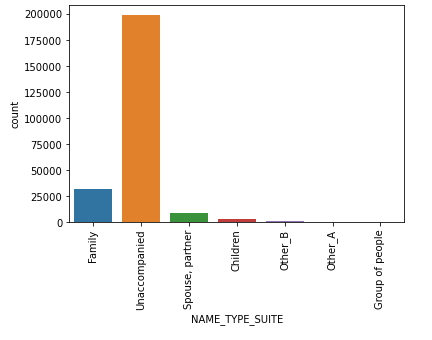 200000
175000
150000
125000
100000
75000
50000
25000
0
count
Family
Unaccompanied
Spouse, partner
Children
Other_B
Other_A
Group of people
NAME_TYPE_SUITE